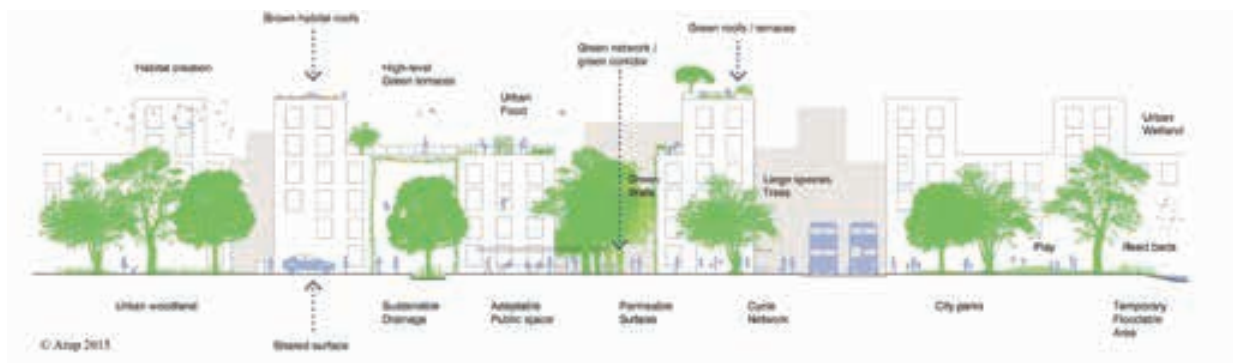 Brown habitat roofs
Green roofs / terraces
Green network /
green corridor
Habitat creation
High-level
Green terraces
Urban
Food
Urban
Wetland
Green
Walls
Large species
Trees
Play
Reed beds
Urban woodland
Sustainable
Drainage
Adaptable
Public space
Permeable
Surfaces
Cycle
Network
City parks
Temporary
Floodable
Area
Shared surface
© Arup 2015